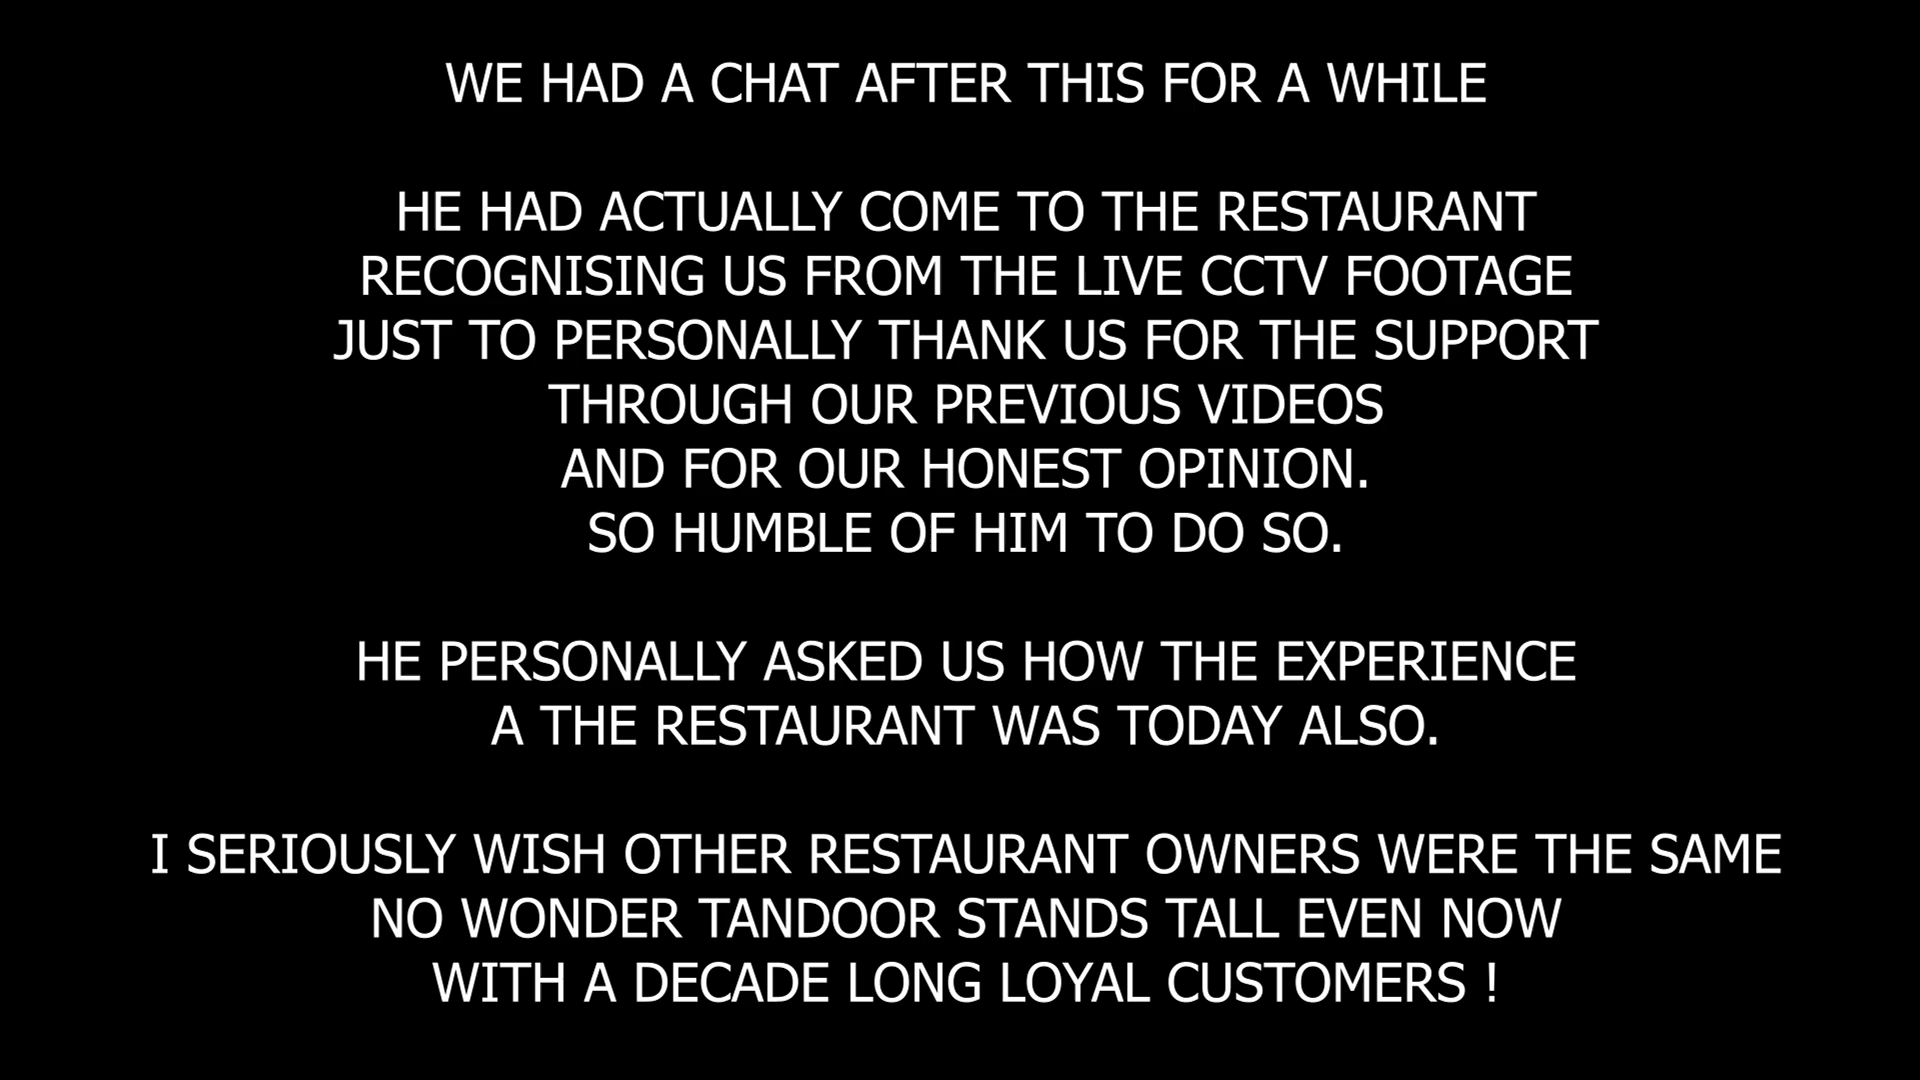 WE HAD A CHAT AFTER THIS FOR A WHILE
HE HAD ACTUALLY COME TO THE RESTAURANT
RECOGNISING US FROM THE LIVE CCTV FOOTAGE
JUST TO PERSONALLY THANK US FOR THE SUPPORT
THROUGH OUR PREVIOUS VIDEOS
AND FOR OUR HONEST OPINION.
SO HUMBLE OF HIM TO DO SO.
HE PERSONALLY ASKED US HOW THE EXPERIENCE
A THE RESTAURANT WAS TODAY ALSO.
I SERIOUSLY WISH OTHER RESTAURANT OWNERS WERE THE SAME
NO WONDER TANDOOR STANDS TALL EVEN NOW
WITH A DECADE LONG LOYAL CUSTOMERS !